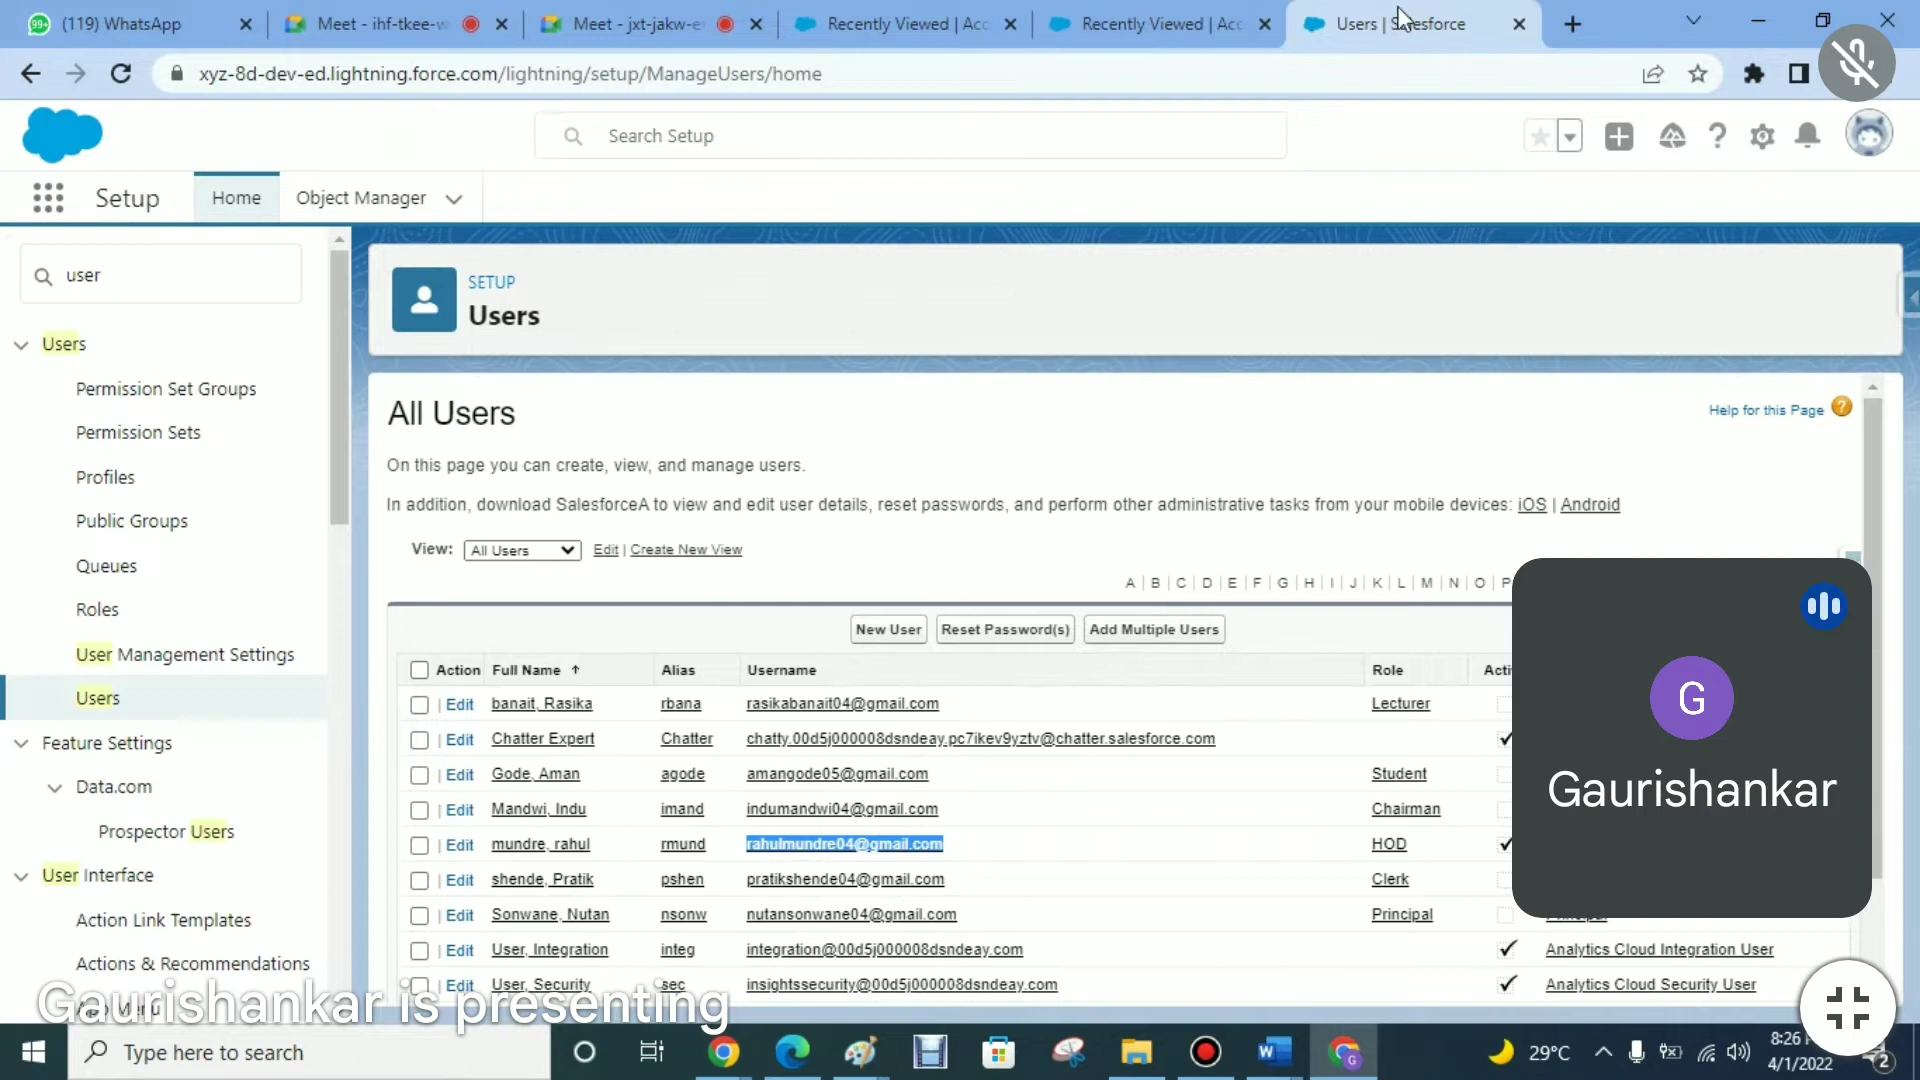 (119) WhatsApp
Meet - ihf-tkee-w
Meet - jxt-jakw-e
Recently Viewed | Acc
Recently Viewed | Acc
Users | Salesforce
xyz-8d-dev-ed.lightning.force.com/lightning/setup/ManageUsers/home
Search Setup
Setup
Home
Object Manager
user
Users
Permission Set Groups
Permission Sets
Profiles
Public Groups
Queues
Roles
User Management Settings
Users
Feature Settings
Data.com
Prospector Users
User Interface
Action Link Templates
Actions & Recommendations
App Menu
SETUP
Users
All Users
Help for this Page ?
On this page you can create, view, and manage users.
In addition, download SalesforceA to view and edit user details, reset passwords, and perform other administrative tasks from your mobile devices: iOS | Android
View: All Users Edit | Create New View
A | B | C | D | E | F | G | H | I | J | K | L | M | N | O | P
New User Reset Password(s) Add Multiple Users
Action Full Name ↑ Alias Username Role Acti
| Edit banait, Rasika rbana rasikabanait04@gmail.com Lecturer
| Edit Chatter Expert Chatter chatty.00d5j000008dsndeay.pc7ikev9yztv@chatter.salesforce.com
| Edit Gode, Aman agode amangode05@gmail.com Student
| Edit Mandwi, Indu imand indumandwi04@gmail.com Chairman
| Edit mundre, rahul rmund rahulmundre04@gmail.com HOD
| Edit shende, Pratik pshen pratikshende04@gmail.com Clerk
| Edit Sonwane, Nutan nsonw nutansonwane04@gmail.com Principal Principal
| Edit User, Integration integ integration@00d5j000008dsndeay.com Analytics Cloud Integration User
| Edit User, Security sec insightssecurity@00d5j000008dsndeay.com Analytics Cloud Security User
G
Gaurishankar
Gaurishankar is presenting
Type here to search
29°C
8:26
4/1/2022
2